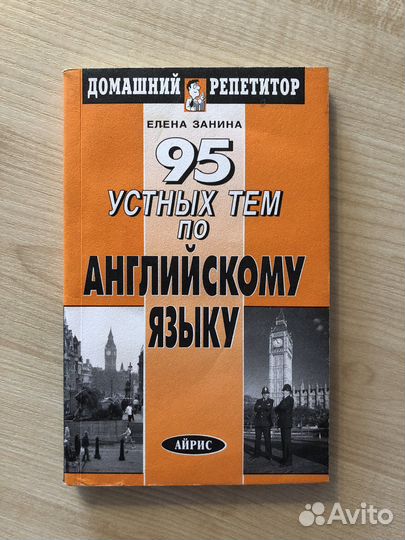 ДОМАШНИЙ РЕПЕТИТОР
ЕЛЕНА ЗАНИНА
95
УСТНЫХ ТЕМ
ПО
АНГЛИЙСКОМУ
ЯЗЫКУ
АЙРИС
Avito